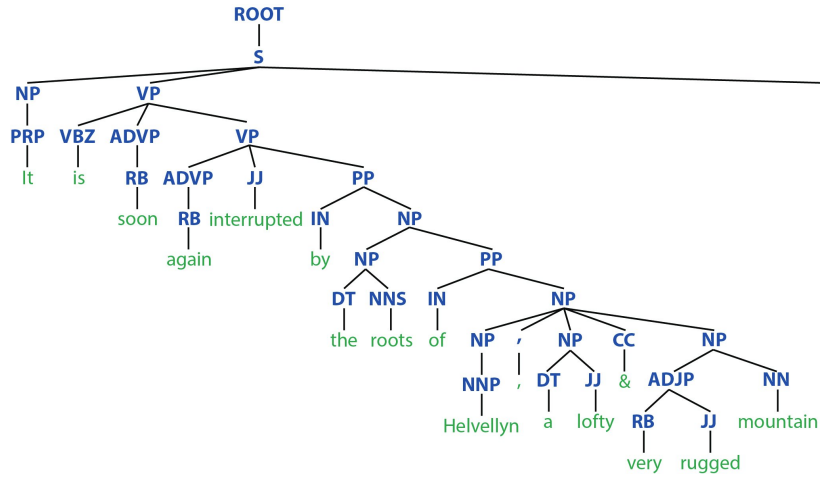 ROOT
S
NP VP
PRP VBZ ADVP VP
It is RB ADVP JJ PP
soon RB interrupted IN NP
again by NP PP
DT NNS IN NP
the roots of NP , NP CC NP
NNP , DT JJ & ADJP NN
Helvellyn a lofty RB JJ mountain
very rugged